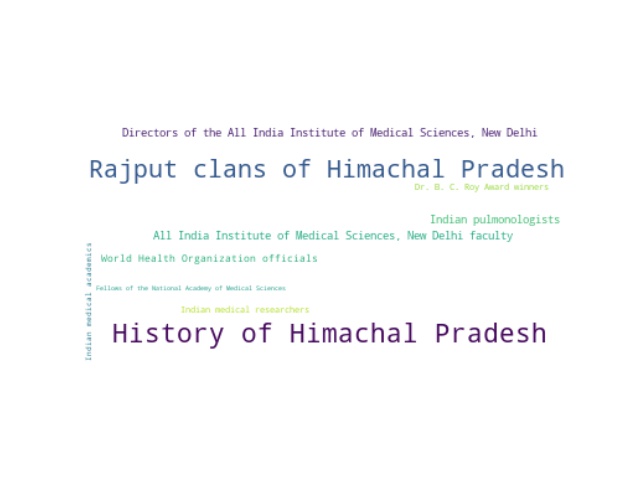 Directors of the All India Institute of Medical Sciences, New Delhi
Rajput clans of Himachal Pradesh
Dr. B. C. Roy Award winners
Indian pulmonologists
All India Institute of Medical Sciences, New Delhi faculty
World Health Organization officials
Indian medical academics
Fellows of the National Academy of Medical Sciences
Indian medical researchers
History of Himachal Pradesh